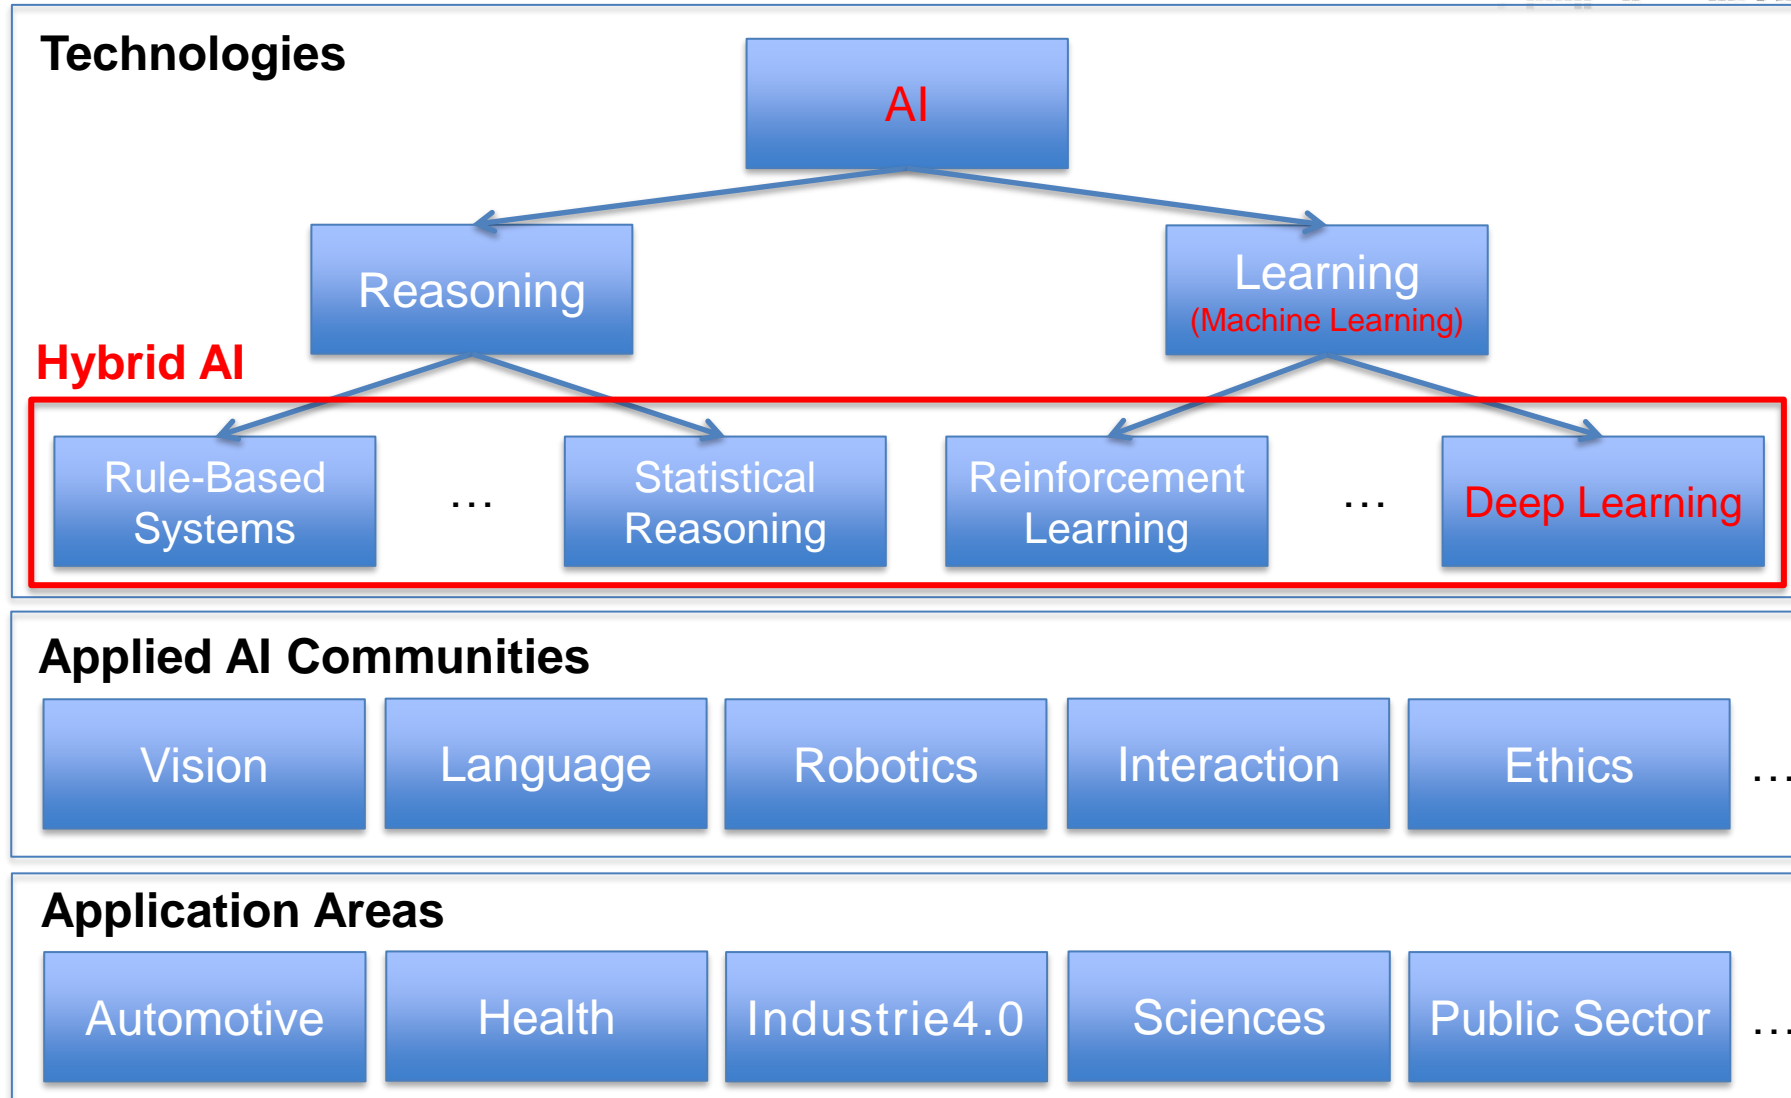 Technologies
AI
Reasoning
Learning
(Machine Learning)
Hybrid AI
Rule-Based
Systems
...
Statistical
Reasoning
Reinforcement
Learning
...
Deep Learning
Applied AI Communities
Vision
Language
Robotics
Interaction
Ethics
...
Application Areas
Automotive
Health
Industrie4.0
Sciences
Public Sector
...